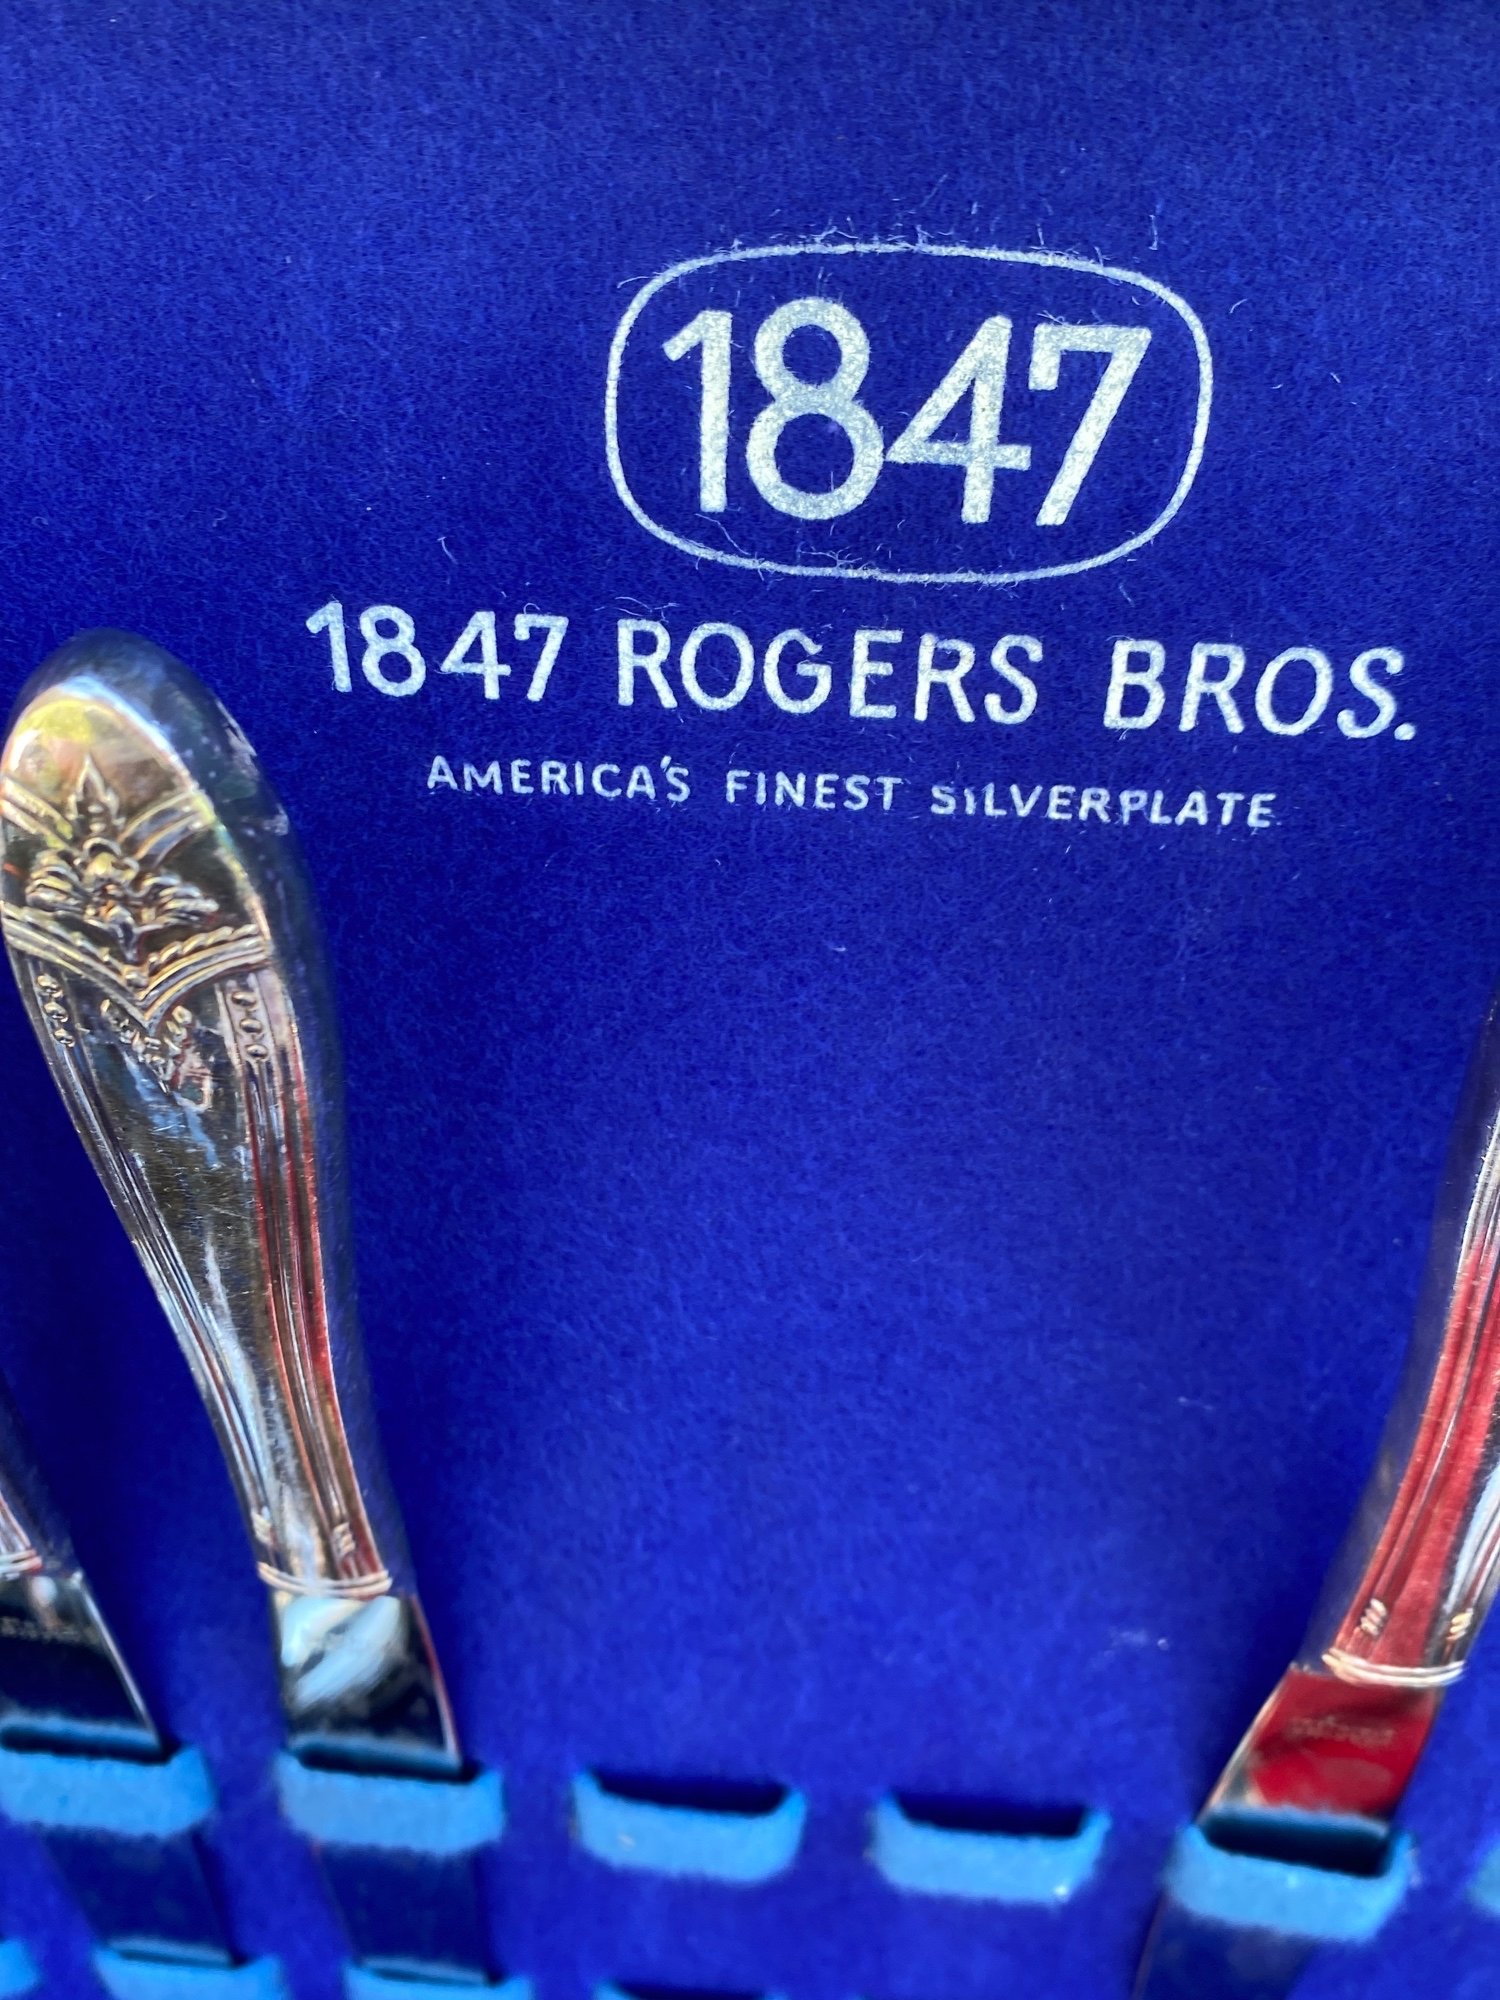 1847
1847 ROGERS BROS.
AMERICA'S FINEST SILVERPLATE